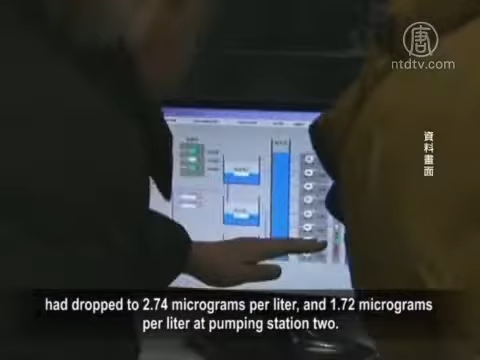 唐
ntdtv.com
資料畫面
had dropped to 2.74 micrograms per liter, and 1.72 micrograms
per liter at pumping station two.